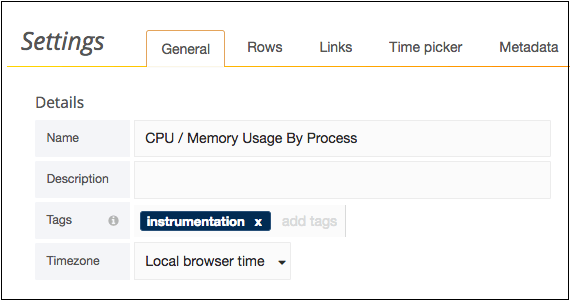 Settings General Rows Links Time picker Metadata
Details
Name CPU / Memory Usage By Process
Description
Tags i instrumentation x add tags
Timezone Local browser time